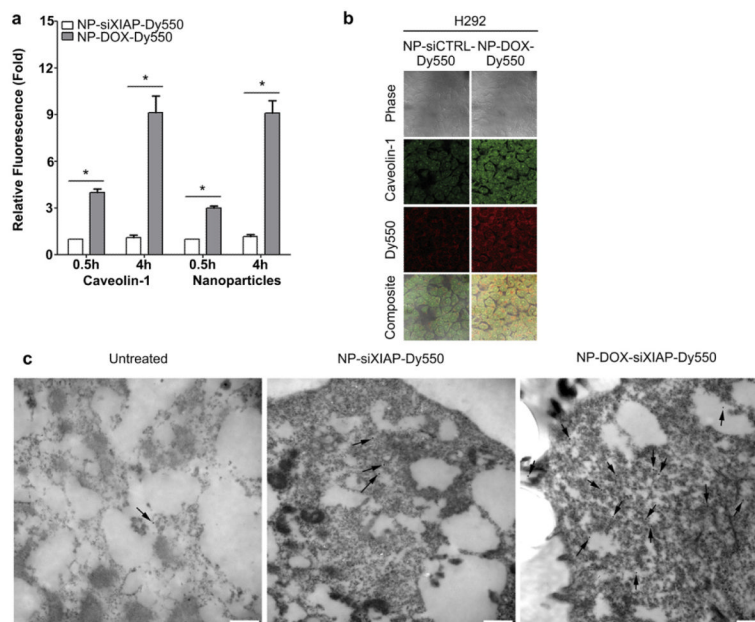 a
NP-siXIAP-Dy550
NP-DOX-Dy550
Relative Fluorescence (Fold)
15
12
9
6
3
0
*
*
*
*
0.5h
4h
0.5h
4h
Caveolin-1
Nanoparticles
b
H292
NP-siCTRL-
Dy550
NP-DOX-
Dy550
Phase
Caveolin-1
Dy550
Composite
c
Untreated
NP-siXIAP-Dy550
NP-DOX-siXIAP-Dy550